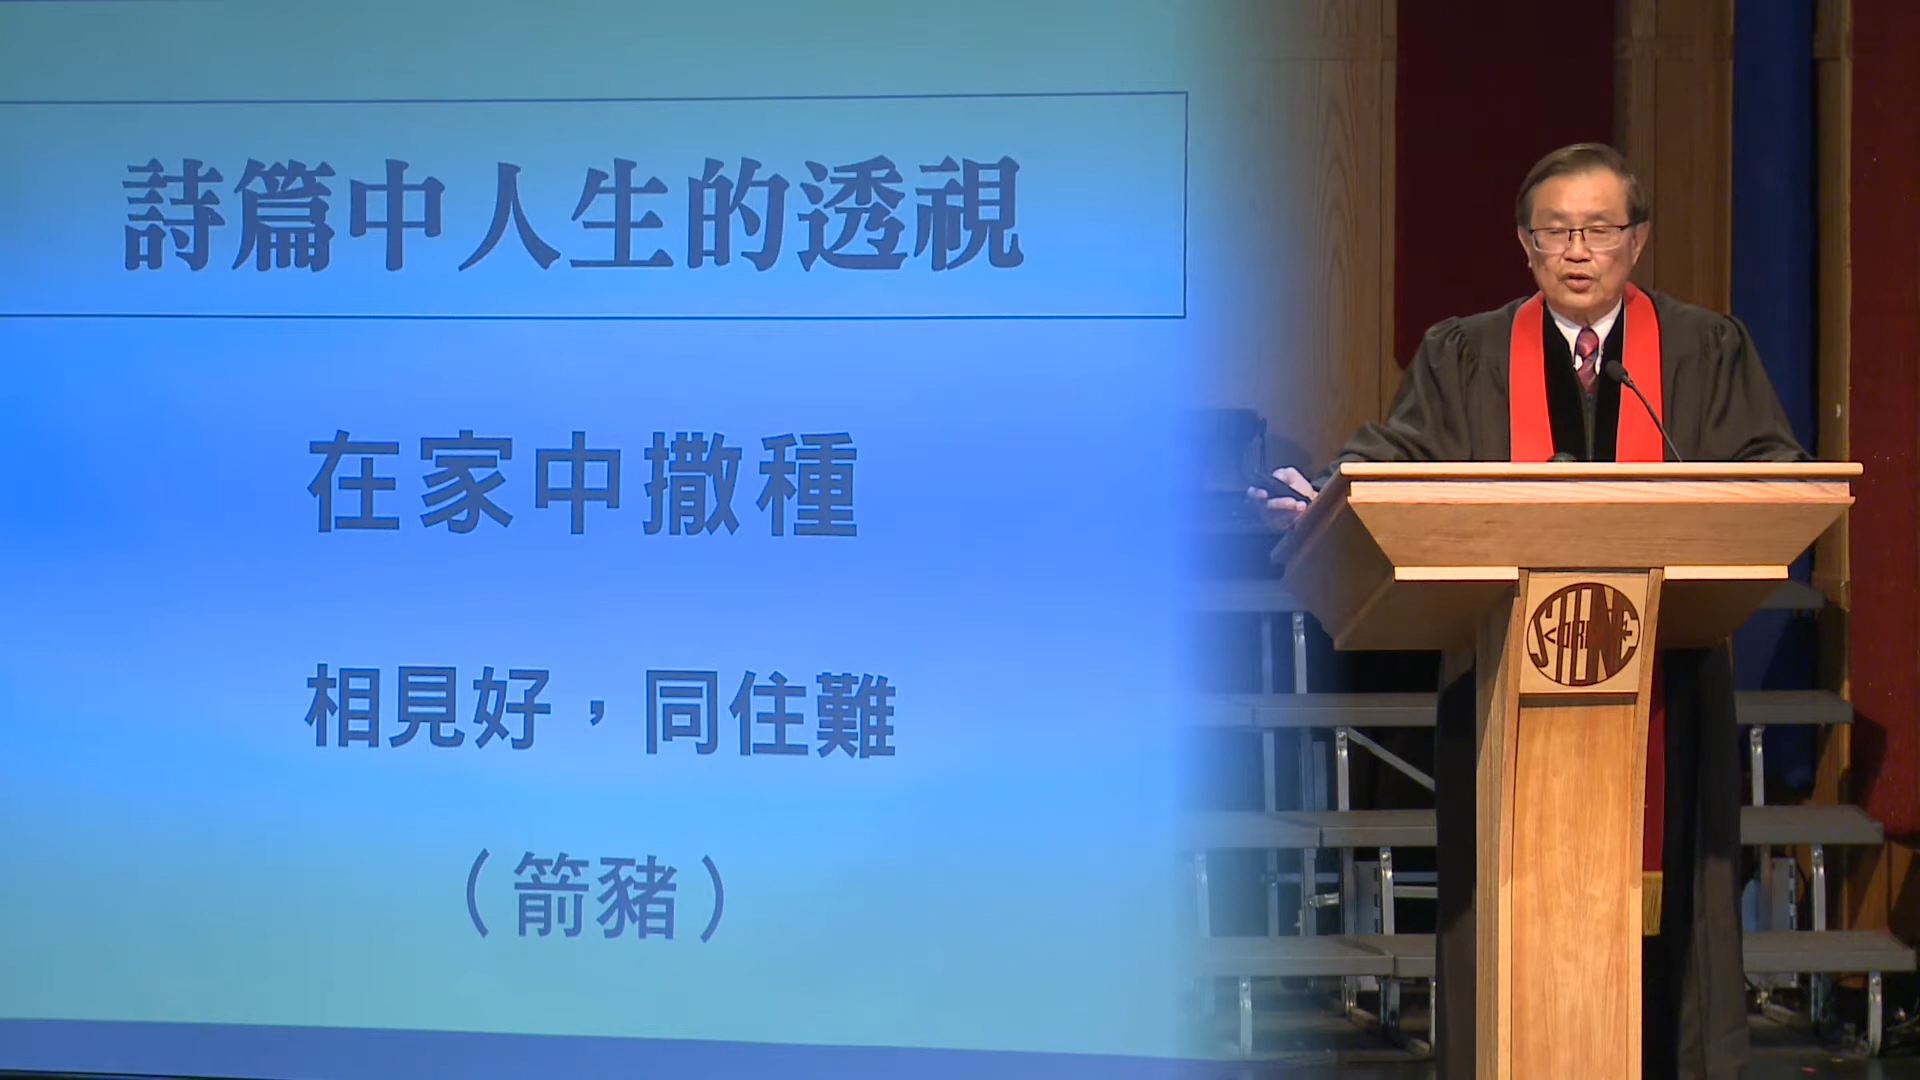 詩篇中人生的透視
在家中撒種
相見好，同住難
（箭豬）